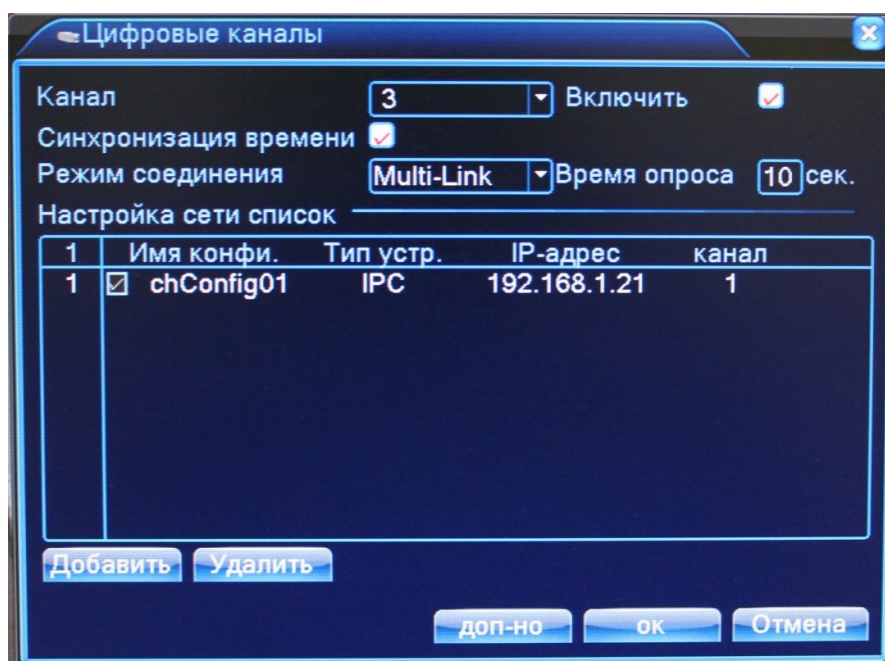 Цифровые каналы
Канал 3 Включить
Синхронизация времени
Режим соединения Multi-Link Время опроса 10 сек.
Настройка сети список
1 Имя конфи. Тип устр. IP-адрес канал
1 chConfig01 IPC 192.168.1.21 1
Добавить Удалить
доп-но ок Отмена